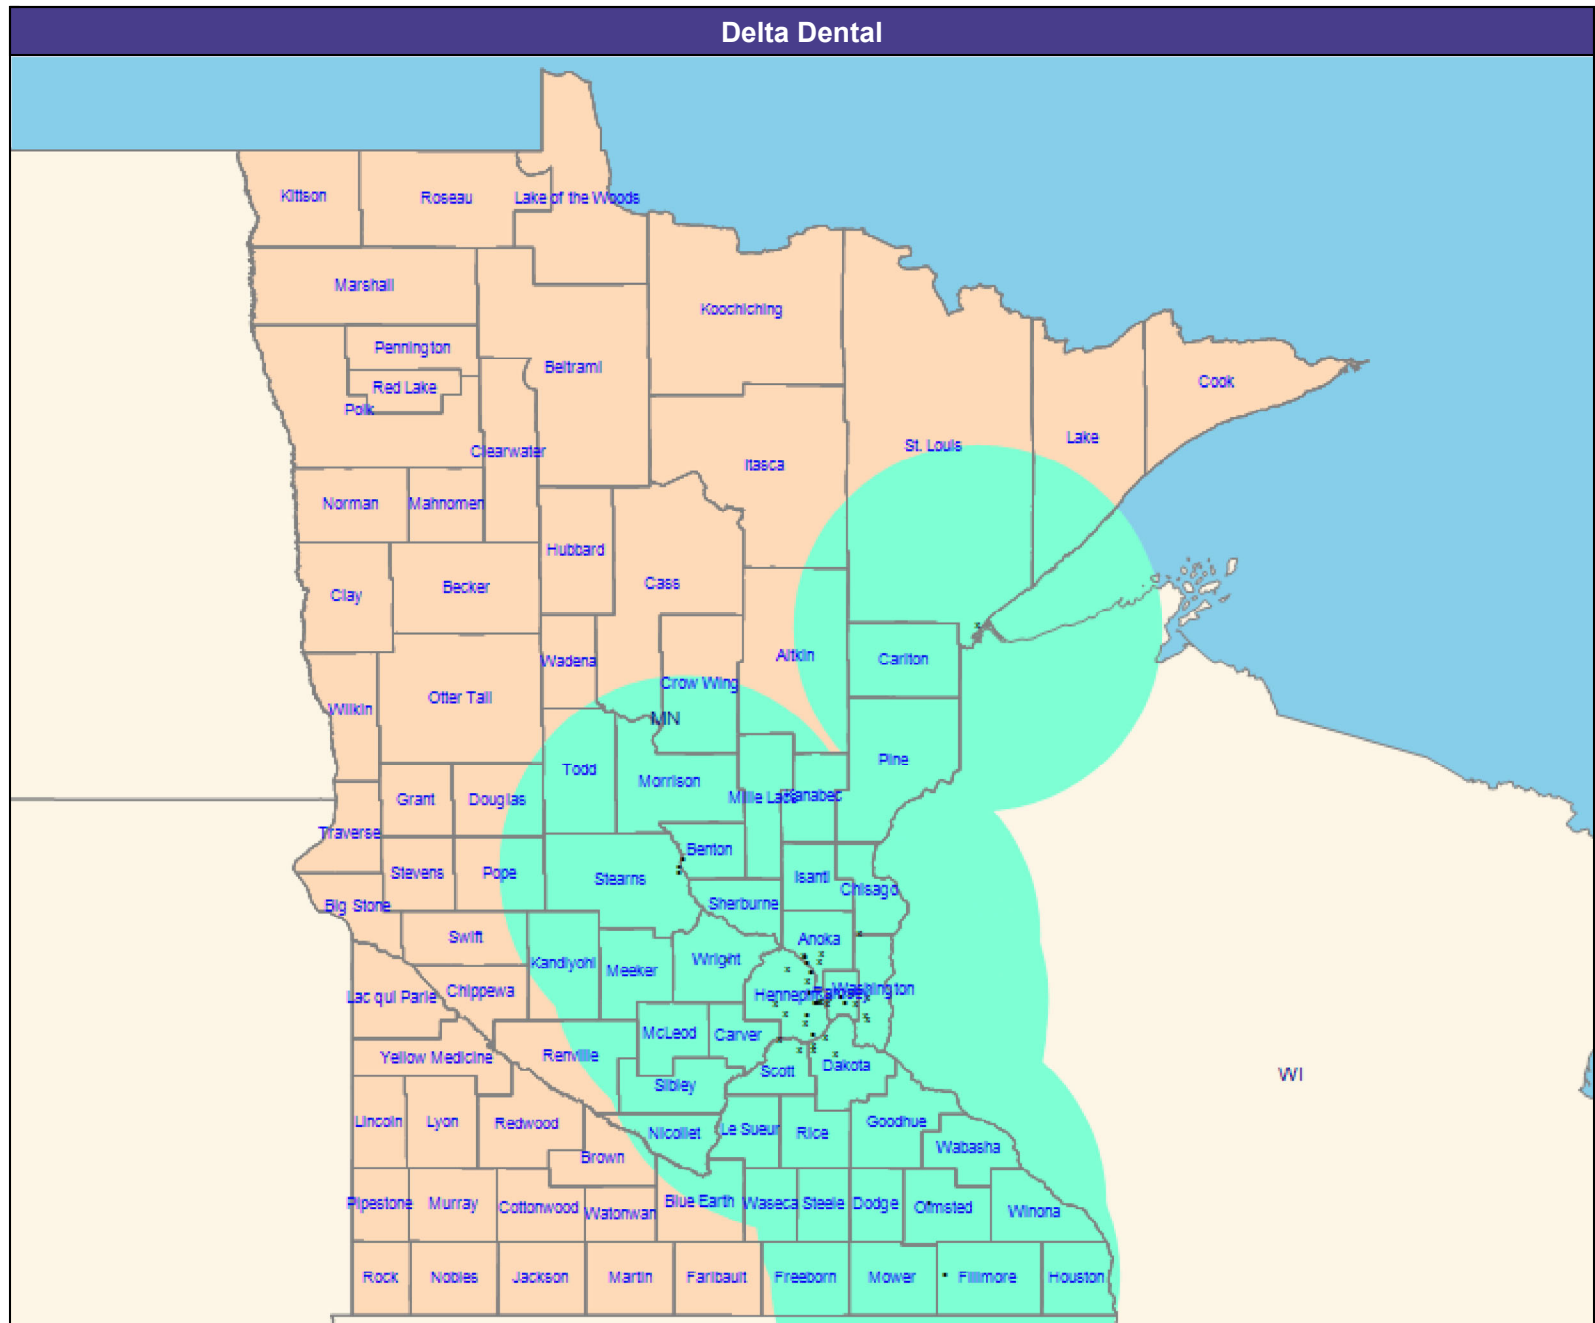 Delta Dental
Kittson
Roseau
Lake of the Woods
Marshall
Koochiching
Pennington
Beltrami
Red Lake
Cook
Polk
Lake
St. Louis
Clearwater
Itasca
Norman
Mahnomen
Hubbard
Cass
Becker
Clay
Aitkin
Carlton
Wadena
Crow Wing
Otter Tail
Wilkin
MN
Pine
Todd
Morrison
Grant
Douglas
Mille Lacs
Kanabec
Traverse
Benton
Stevens
Pope
Stearns
Isanti
Chisago
Big Stone
Sherburne
Swift
Anoka
Wright
Kandiyohi
Meeker
Chippewa
Lac qui Parle
Hennepin
Ramsey
Washington
McLeod
Carver
Yellow Medicine
Renville
Scott
Dakota
WI
Sibley
Lincoln
Lyon
Redwood
Nicollet
Le Sueur
Rice
Goodhue
Wabasha
Brown
Pipestone
Murray
Cottonwood
Watonwan
Blue Earth
Waseca
Steele
Dodge
Olmsted
Winona
Rock
Nobles
Jackson
Martin
Faribault
Freeborn
Mower
Fillmore
Houston